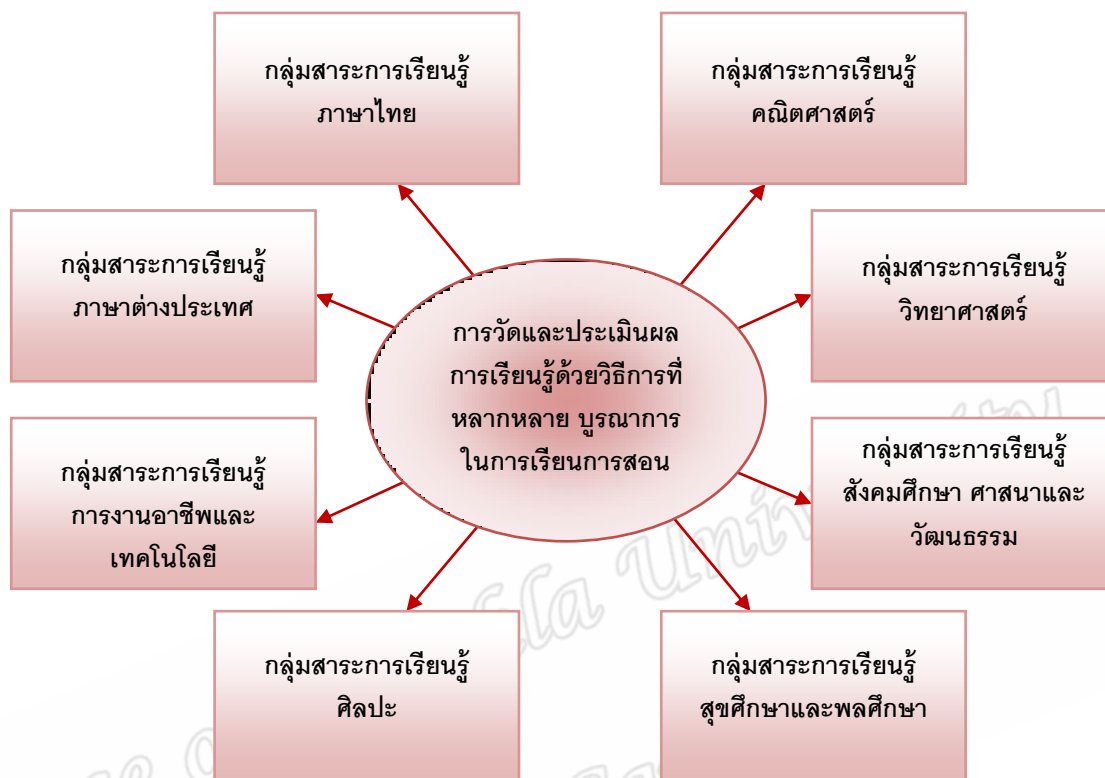 กลุ่มสาระการเรียนรู้
ภาษาไทย
กลุ่มสาระการเรียนรู้
คณิตศาสตร์
กลุ่มสาระการเรียนรู้
ภาษาต่างประเทศ
การวัดและประเมินผล
การเรียนรู้ด้วยวิธีการที่
หลากหลาย บูรณาการ
ในการเรียนการสอน
กลุ่มสาระการเรียนรู้
วิทยาศาสตร์
กลุ่มสาระการเรียนรู้
การงานอาชีพและ
เทคโนโลยี
กลุ่มสาระการเรียนรู้
สังคมศึกษา ศาสนาและ
วัฒนธรรม
กลุ่มสาระการเรียนรู้
ศิลปะ
กลุ่มสาระการเรียนรู้
สุขศึกษาและพลศึกษา